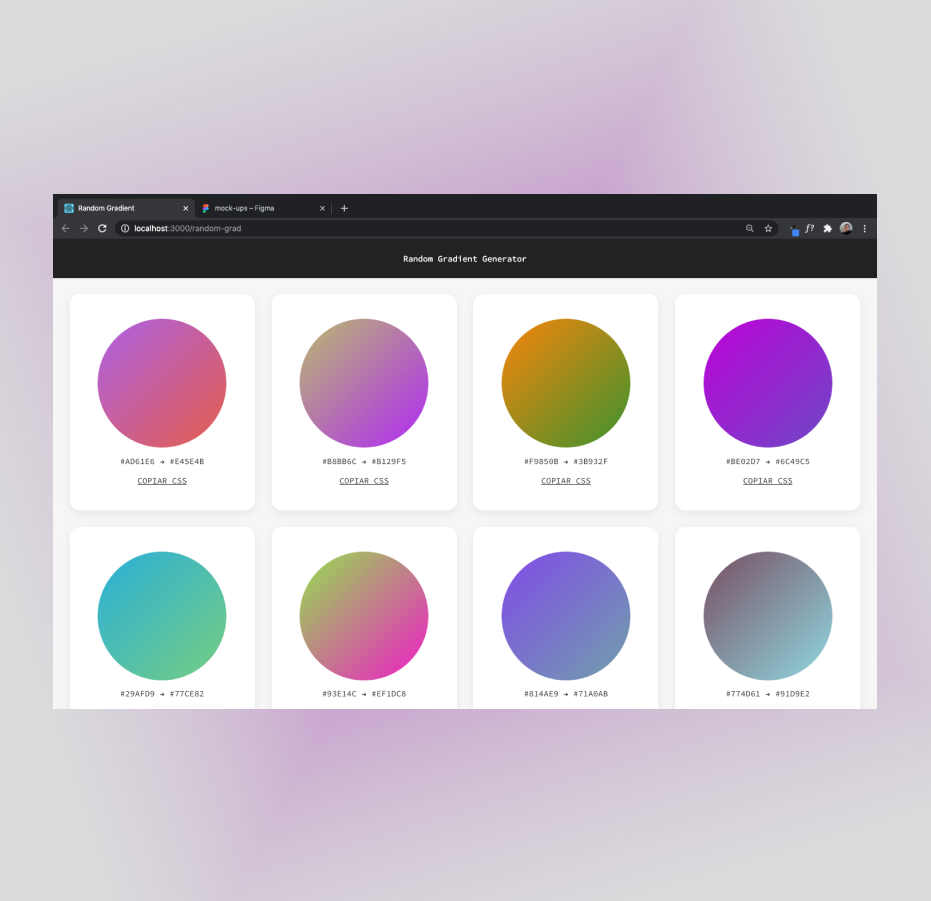 Random Gradient
mock-ups – Figma
localhost:3000/random-grad
f?
Random Gradient Generator
#AD61E6 → #E45E4B
#B8BB6C → #B129F5
#F9850B → #3B932F
#BE02D7 → #6C49C5
COPIAR CSS
COPIAR CSS
COPIAR CSS
COPIAR CSS
#29AFD9 → #77CE82
#93E14C → #EF1DC8
#814AE9 → #71A0AB
#774D61 → #91D9E2